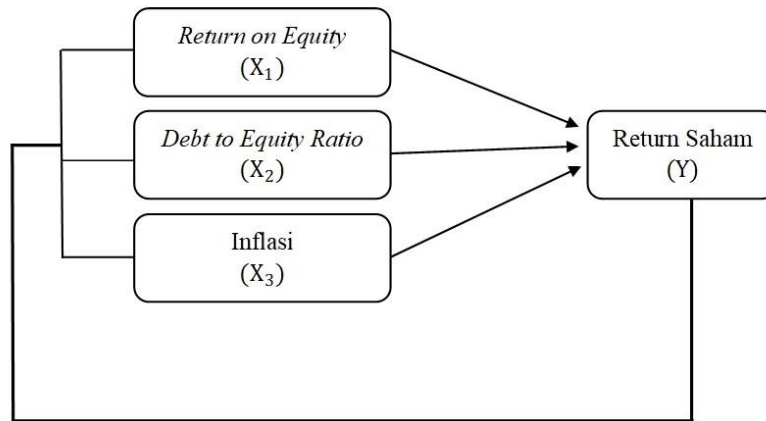 Return on Equity
(X₁)
Debt to Equity Ratio
(X₂)
Inflasi
(X₃)
Return Saham
(Y)